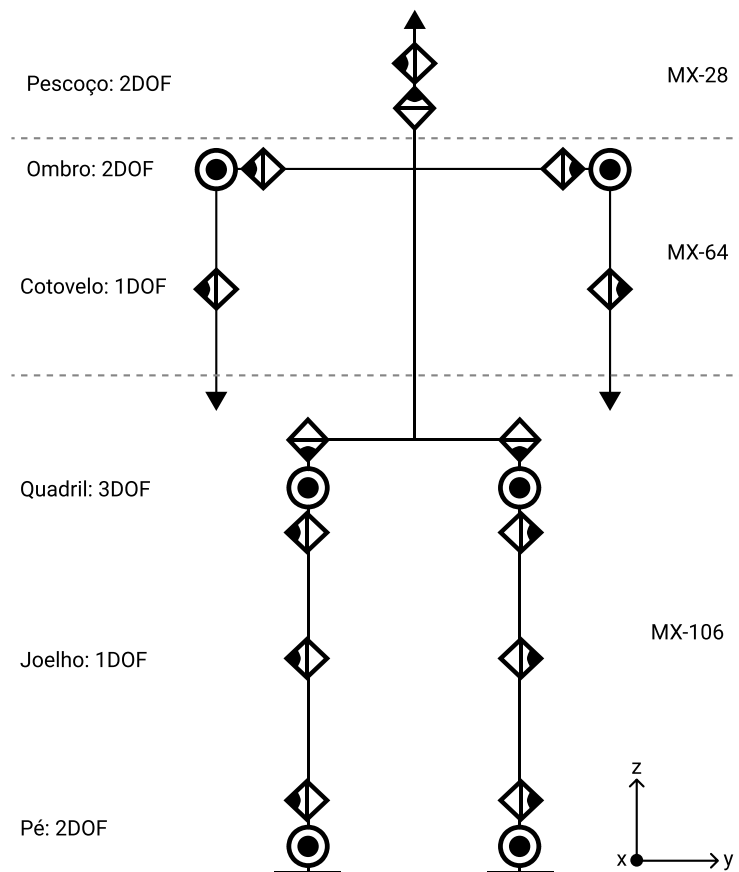 MX-28
Pescoço: 2DOF
Ombro: 2DOF
MX-64
Cotovelo: 1DOF
Quadril: 3DOF
MX-106
Joelho: 1DOF
z
Pé: 2DOF
x
y